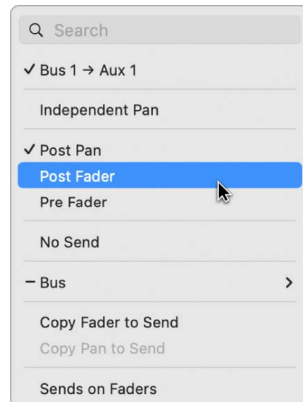 Search
✓ Bus 1 → Aux 1
Independent Pan
✓ Post Pan
Post Fader
Pre Fader
No Send
– Bus >
Copy Fader to Send
Copy Pan to Send
Sends on Faders